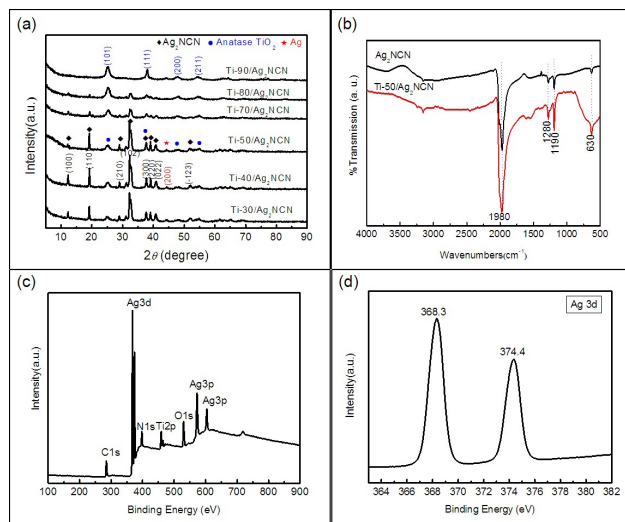 (a)
◆ Ag₂NCN ● Anatase TiO₂ ★ Ag
(101)
(111)
(200)
(211)
Ti-90/Ag₂NCN
Ti-80/Ag₂NCN
Ti-70/Ag₂NCN
Ti-50/Ag₂NCN
(100)
(110)
(210)
(102)
(300)
(220)
(022)
(200)
(-123)
Ti-40/Ag₂NCN
Ti-30/Ag₂NCN
Intensity(a.u.)
10 20 30 40 50 60 70 80 90
2θ (degree)
(b)
Ag₂NCN
Ti-50/Ag₂NCN
1980
1280
1190
630
% Transmission (a. u.)
4000 3500 3000 2500 2000 1500 1000 500
Wavenumbers(cm⁻¹)
(c)
Ag3d
C1s
N1s
Ti2p
O1s
Ag3p
Ag3p
Intensity(a.u.)
100 200 300 400 500 600 700 800 900
Binding Energy (eV)
(d)
Ag 3d
368.3
374.4
Intensity(a.u.)
364 366 368 370 372 374 376 378 380 382
Binding Energy (eV)